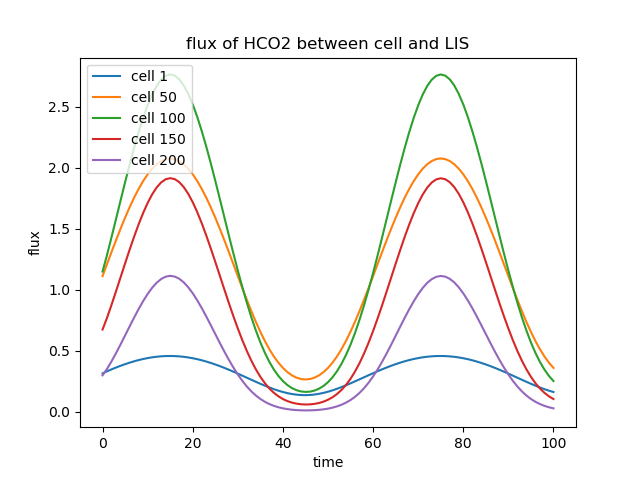 flux of HCO2 between cell and LIS
cell 1
cell 50
cell 100
cell 150
cell 200
2.5
2.0
1.5
1.0
0.5
0.0
flux
0 20 40 60 80 100
time